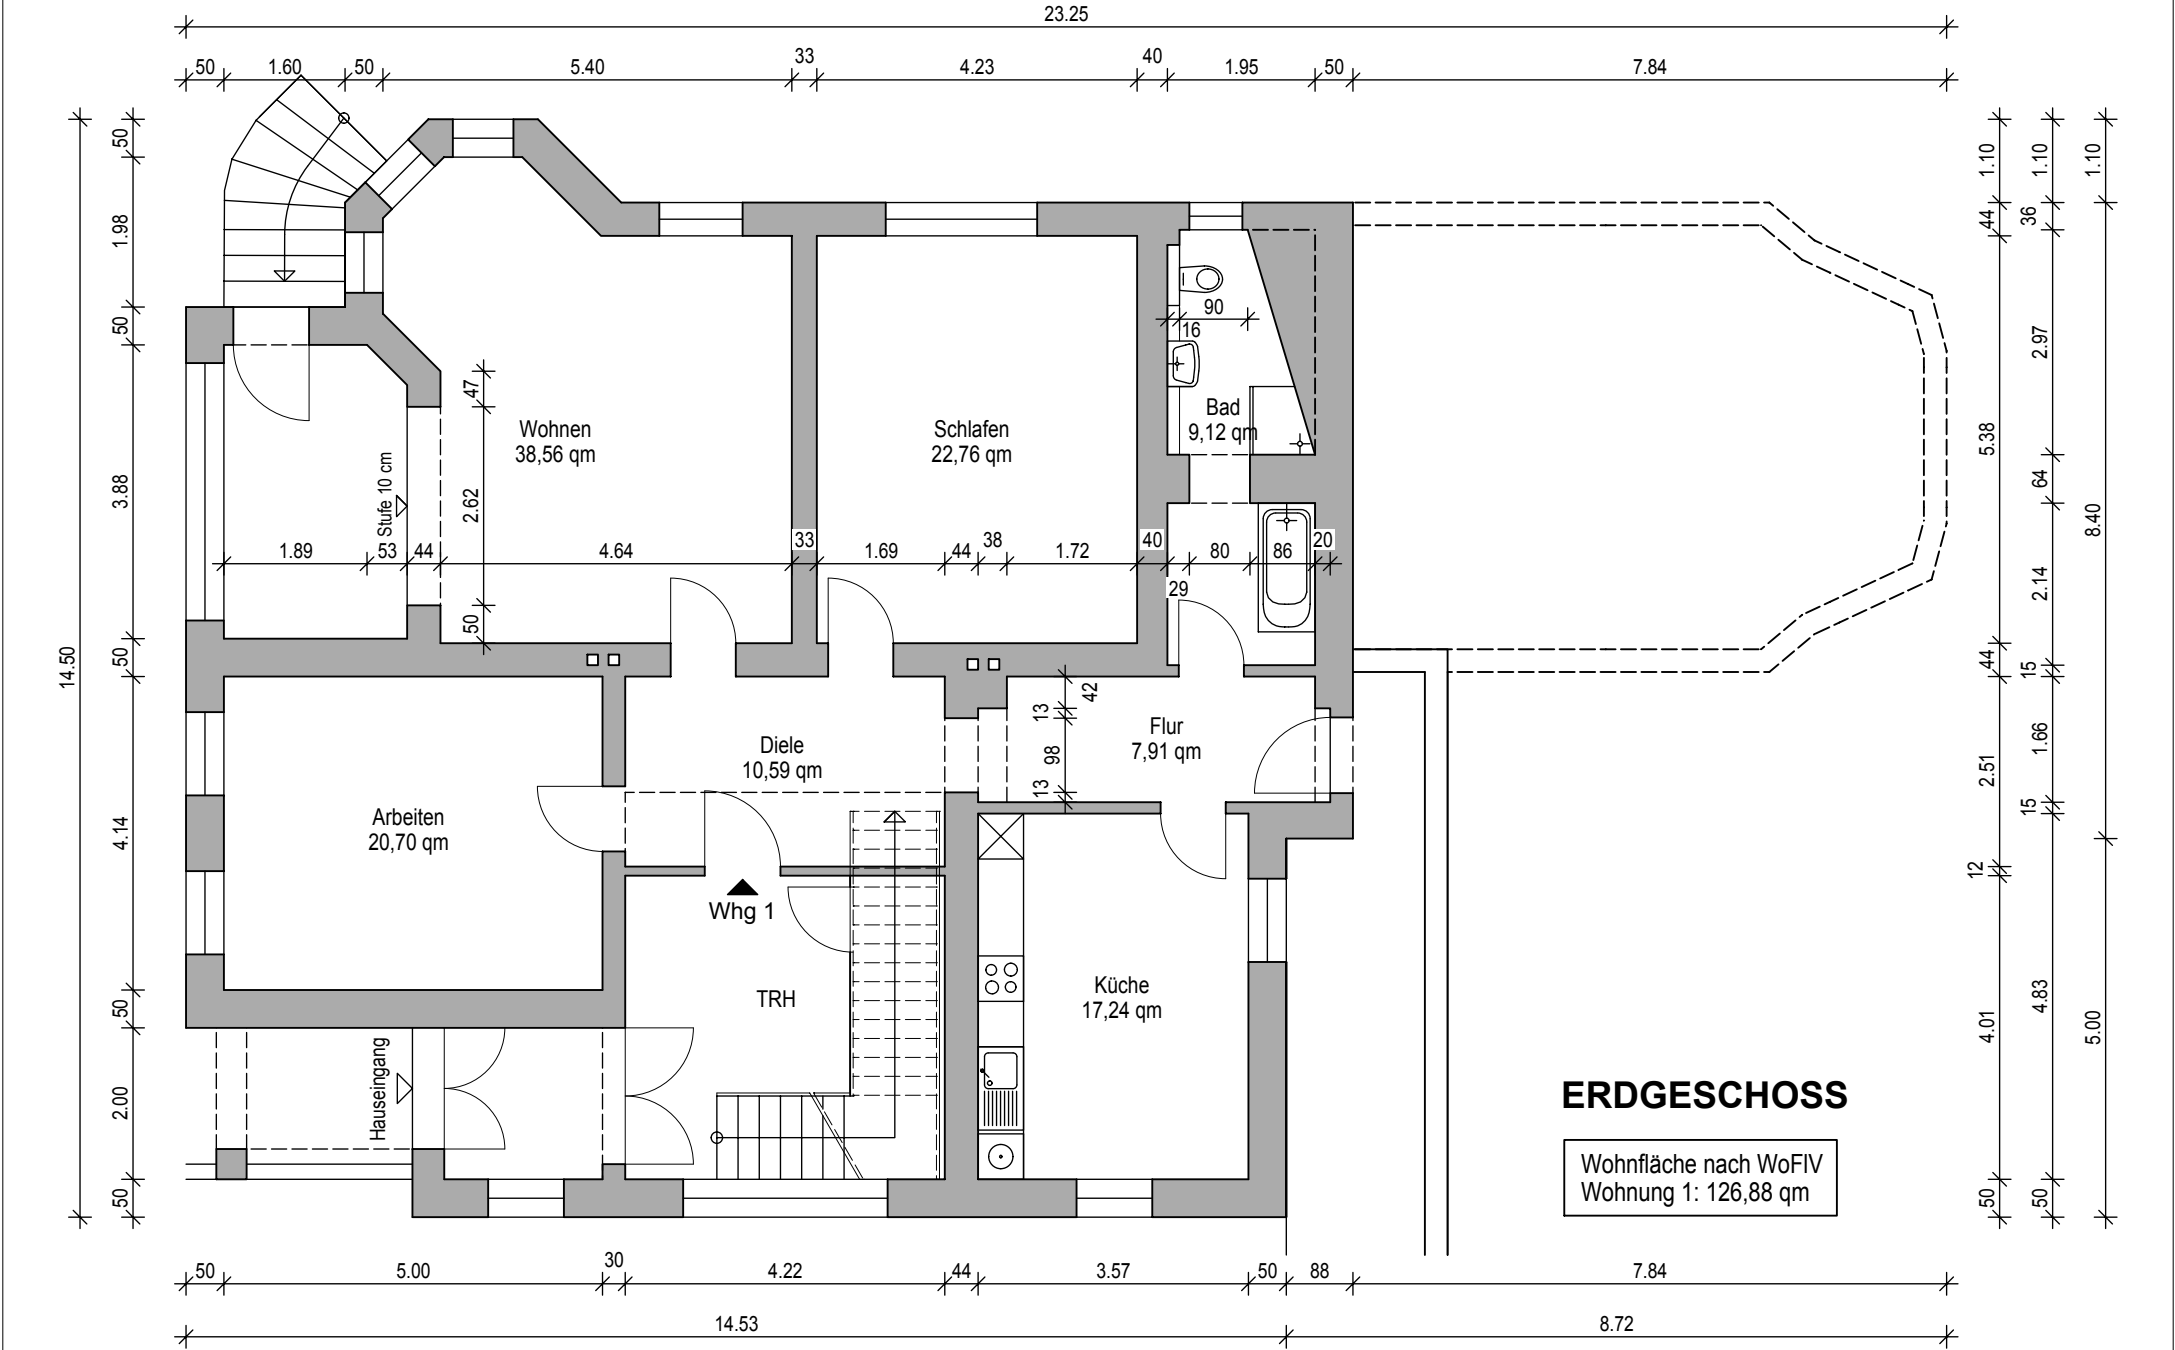 23.25
50 1.60 50 5.40 33 4.23 40 1.95 50 7.84
14.50
50 1.98 50 3.88 50 4.14 50 2.00 50
1.10 44 5.38 44 2.51 12 4.01 50
1.10 36 2.97 64 2.14 15 1.66 15 4.83 50
1.10 8.40 5.00
90
16
47
2.62
50
Stufe 10 cm
Wohnen
38,56 qm
Schlafen
22,76 qm
Bad
9,12 qm
1.89 53 44 4.64 33 1.69 44 38 1.72 40 80 86 20
29
42
13
98
13
Diele
10,59 qm
Flur
7,91 qm
Arbeiten
20,70 qm
Whg 1
TRH
Küche
17,24 qm
Hauseingang
ERDGESCHOSS
Wohnfläche nach WoFlV
Wohnung 1: 126,88 qm
50 5.00 30 4.22 44 3.57 50 88 7.84
14.53 8.72